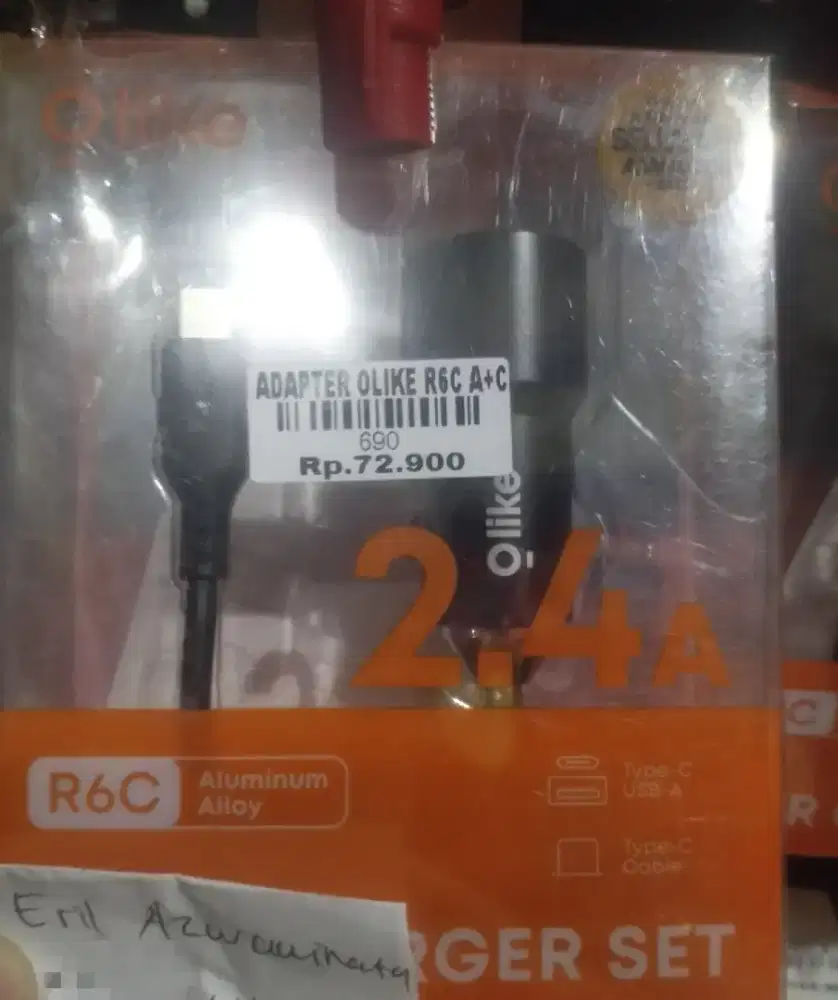 Olike
ADAPTER OLIKE R6C A+C
690
Rp.72.900
Olike
2.4A
R6C
Aluminum
Alloy
Type-C
USB-A
Type-C
Cable
Eril
RGER SET